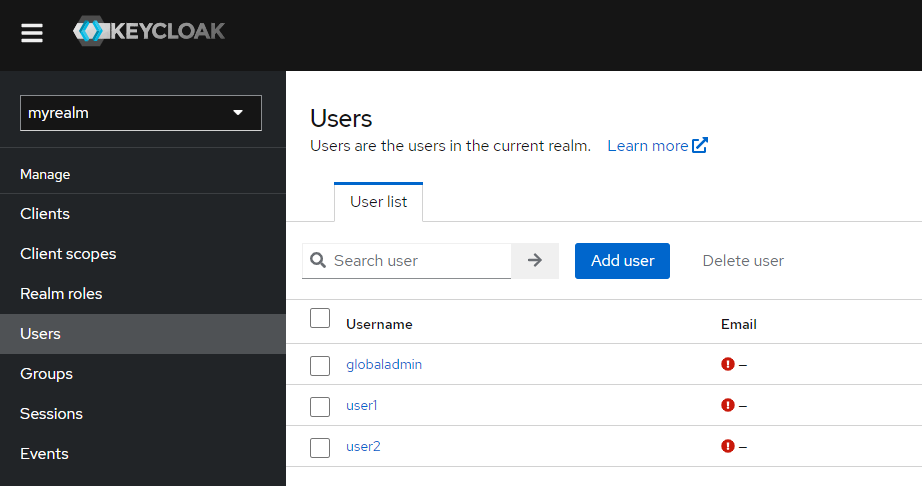 KEYCLOAK
myrealm
Manage
Clients
Client scopes
Realm roles
Users
Groups
Sessions
Events
Users
Users are the users in the current realm. Learn more
User list
Search user Add user Delete user
Username Email
globaladmin –
user1 –
user2 –